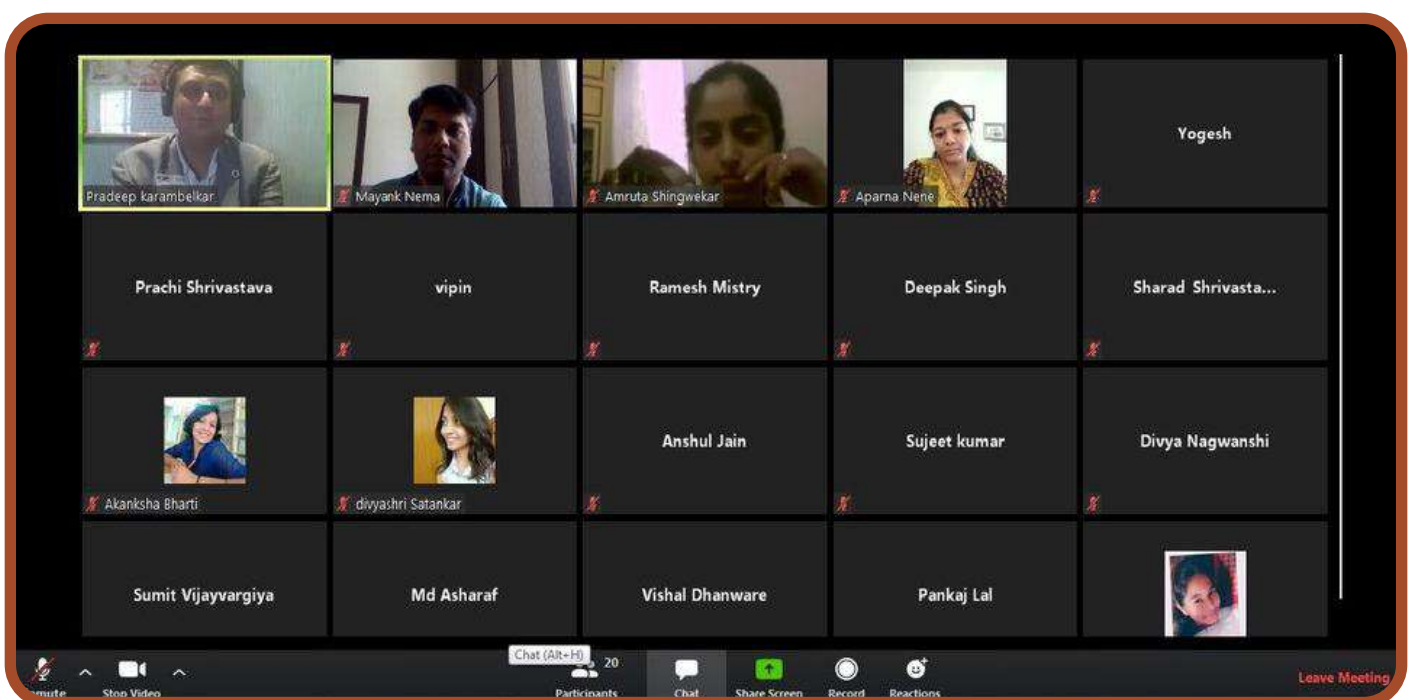 Pradeep karambelkar
Mayank Nema
Amruta Shingwekar
Aparna Nene
Yogesh
Prachi Shrivastava
vipin
Ramesh Mistry
Deepak Singh
Sharad Shrivasta...
Akanksha Bharti
divyashri Satankar
Anshul Jain
Sujeet kumar
Divya Nagwanshi
Sumit Vijayvargiya
Md Asharaf
Vishal Dhanware
Pankaj Lal
Chat (Alt+H)
20
Stop Video
Participants
Chat
Share Screen
Record
Reactions
Leave Meeting